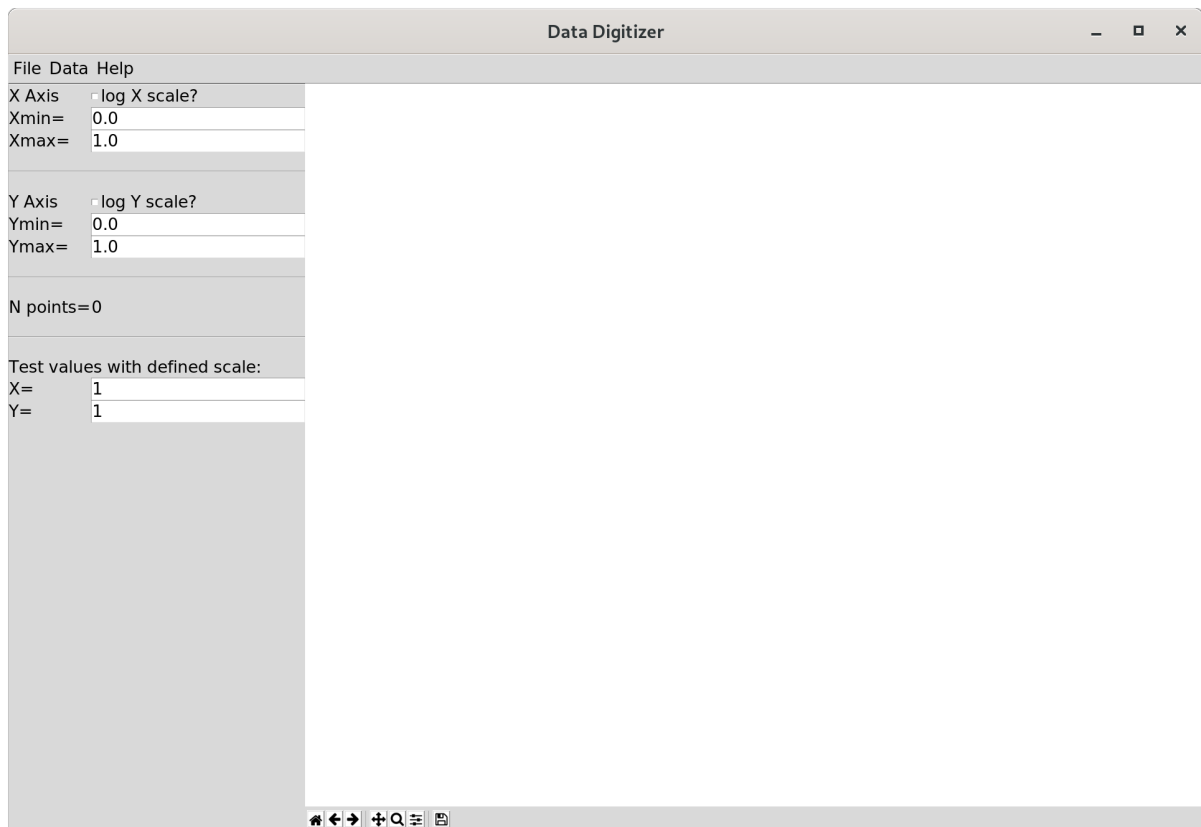 Data Digitizer
File Data Help
X Axis log X scale?
Xmin= 0.0
Xmax= 1.0
Y Axis log Y scale?
Ymin= 0.0
Ymax= 1.0
N points=0
Test values with defined scale:
X= 1
Y= 1